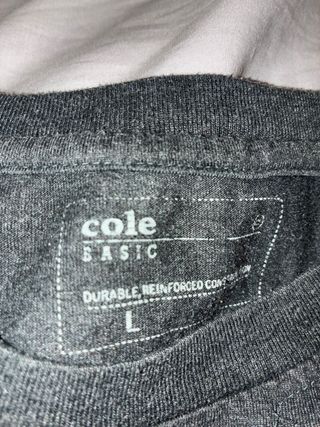 cole
BASIC
DURABLE, REINFORCED CONSTRUCTION
L